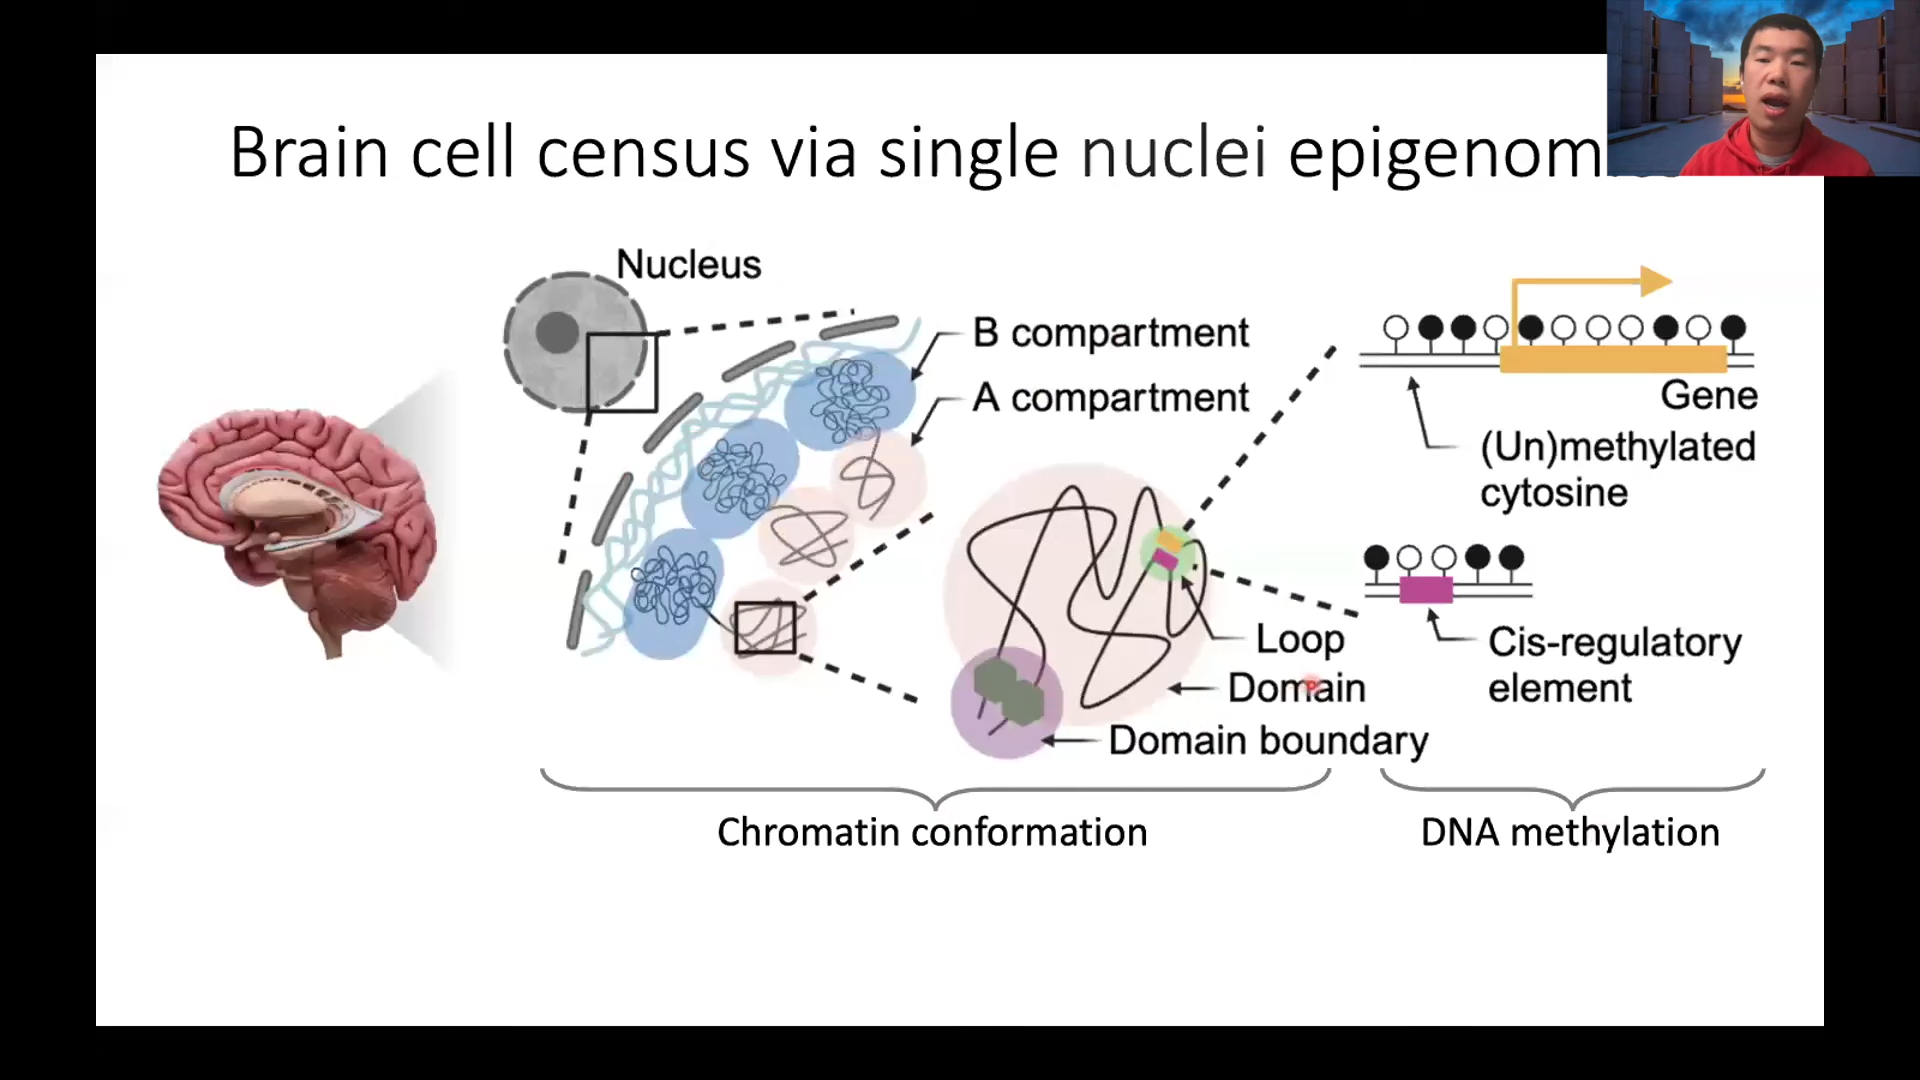 Brain cell census via single nuclei epigenom
Nucleus
B compartment
A compartment
Gene
(Un)methylated
cytosine
Loop
Domain
Domain boundary
Cis-regulatory
element
Chromatin conformation
DNA methylation